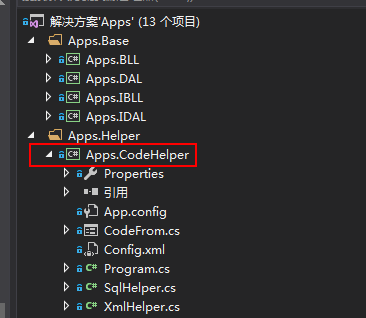 解决方案'Apps' (13 个项目)
Apps.Base
C# Apps.BLL
C# Apps.DAL
C# Apps.IBLL
C# Apps.IDAL
Apps.Helper
C# Apps.CodeHelper
Properties
引用
App.config
CodeFrom.cs
Config.xml
C# Program.cs
C# SqlHelper.cs
C# XmlHelper.cs